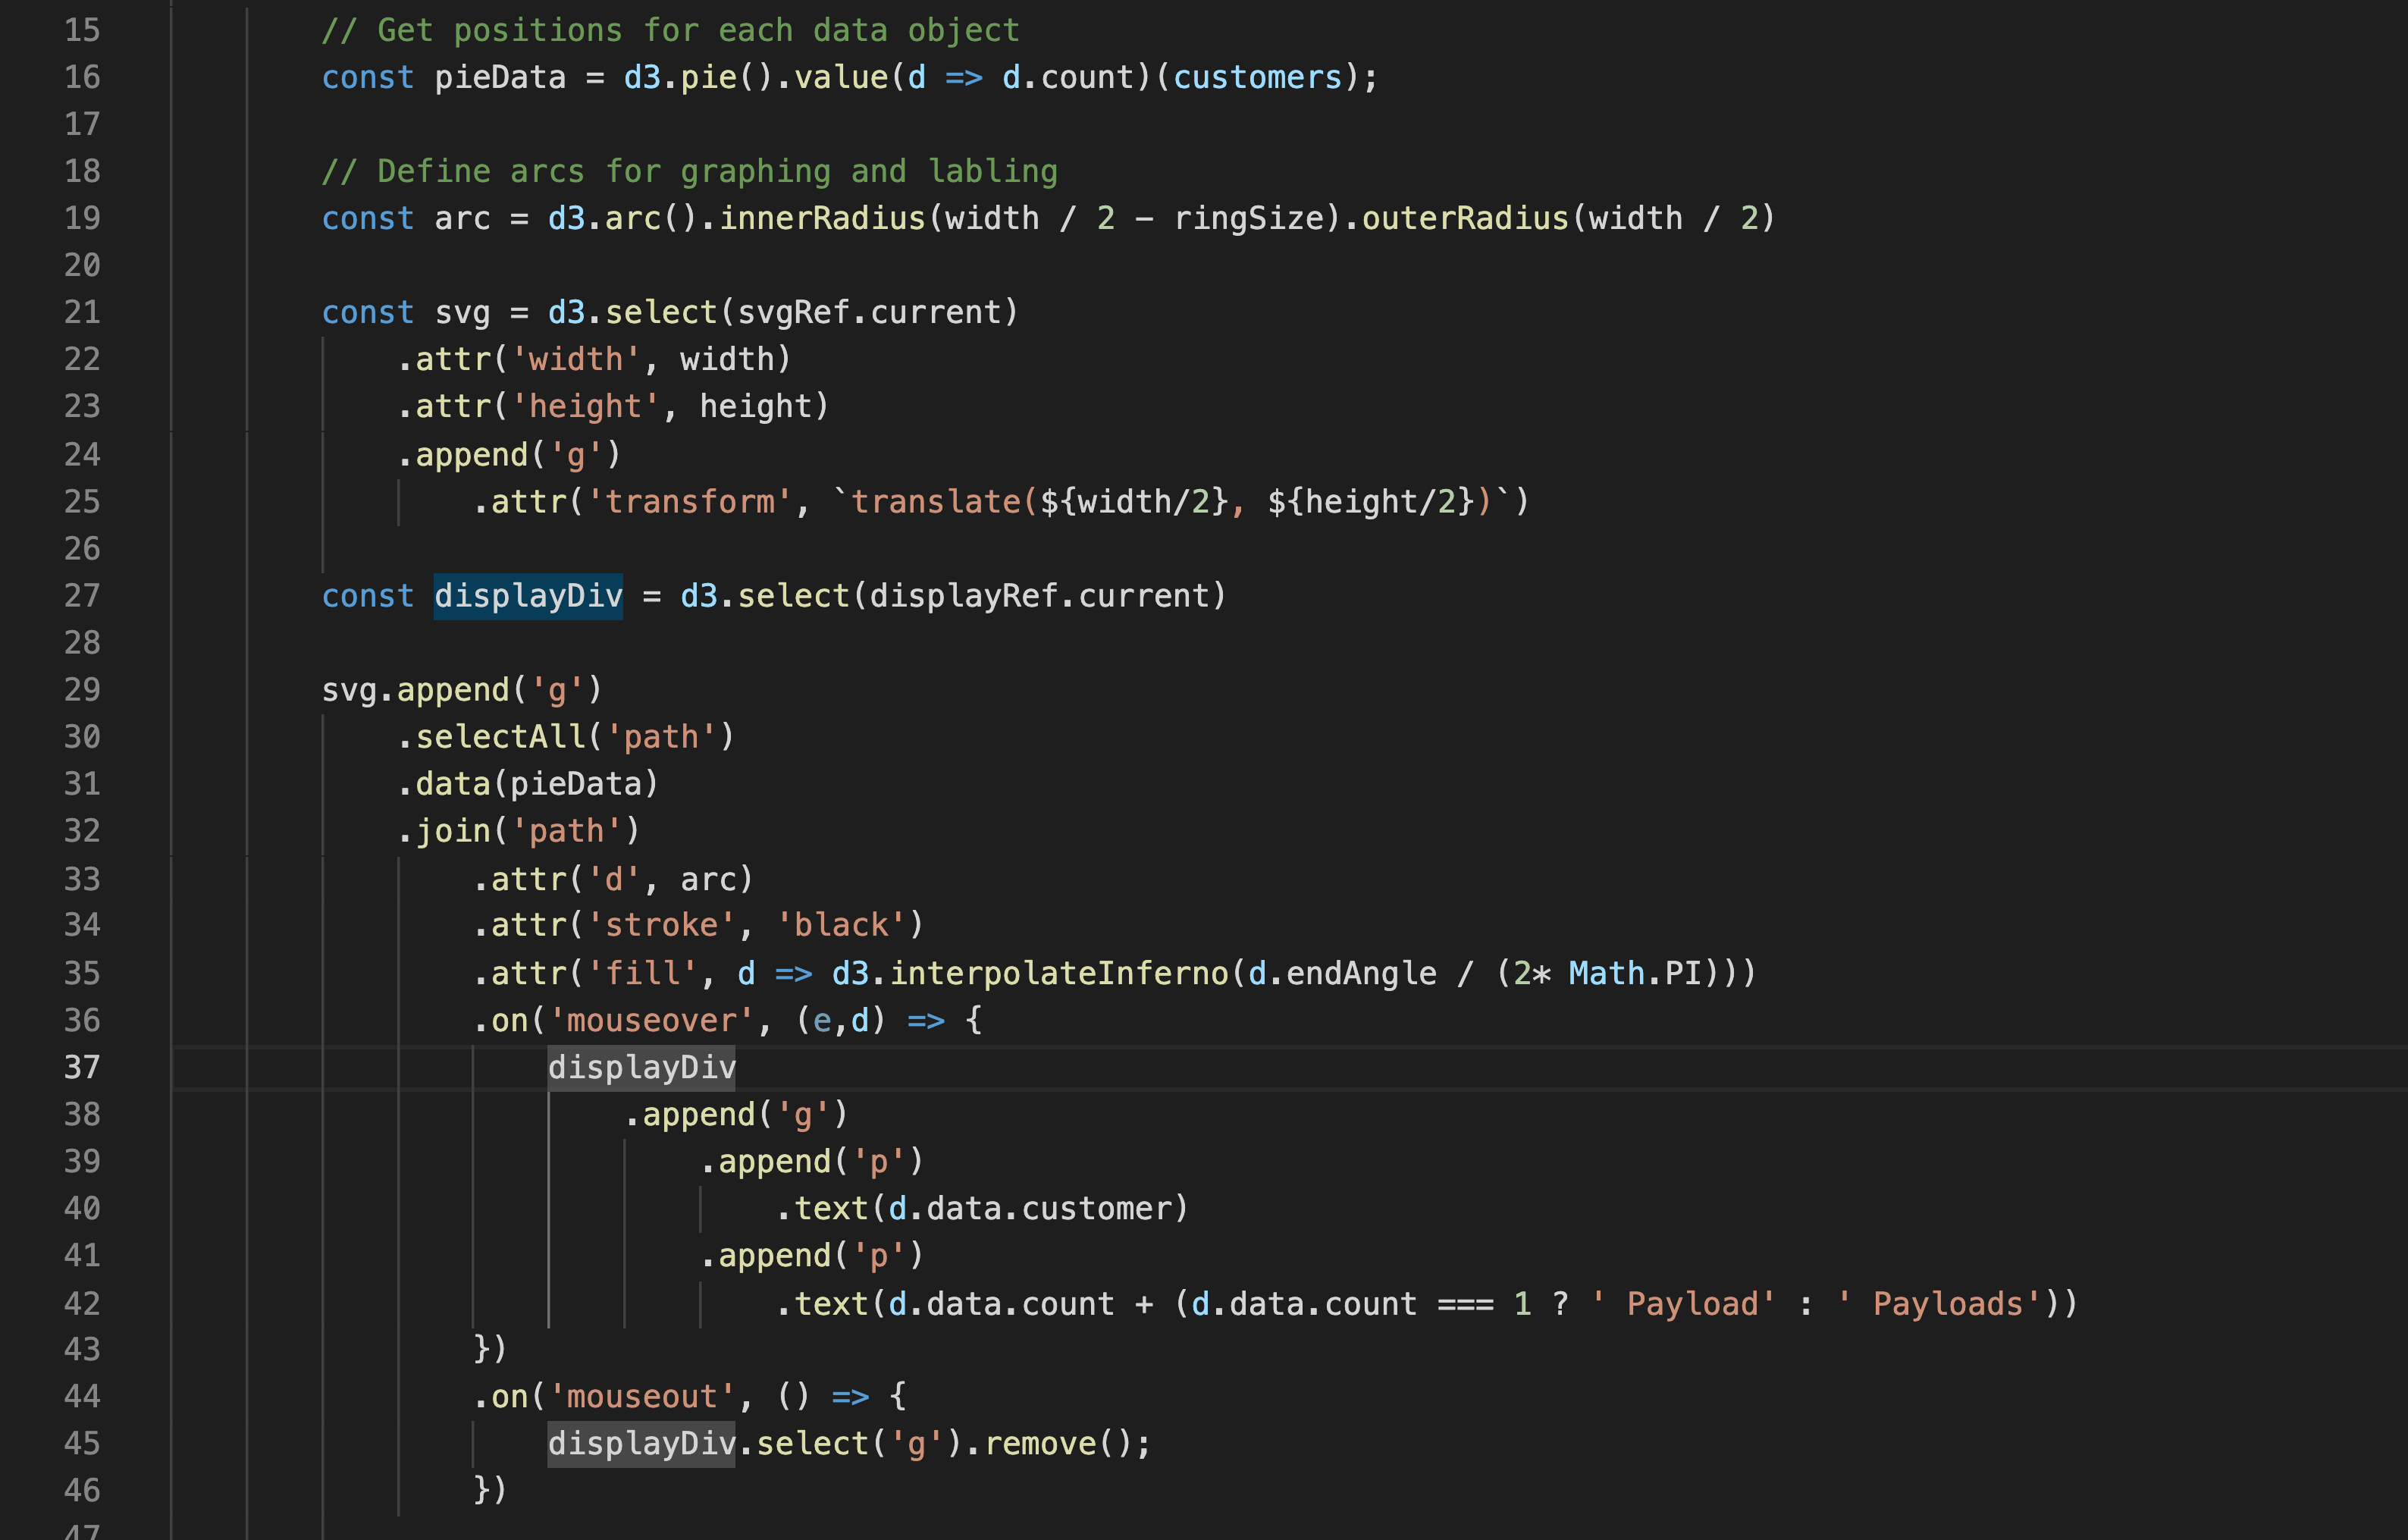 15 // Get positions for each data object
16 const pieData = d3.pie().value(d => d.count)(customers);
17
18 // Define arcs for graphing and labling
19 const arc = d3.arc().innerRadius(width / 2 - ringSize).outerRadius(width / 2)
20
21 const svg = d3.select(svgRef.current)
22 .attr('width', width)
23 .attr('height', height)
24 .append('g')
25 .attr('transform', `translate(${width/2}, ${height/2})`)
26
27 const displayDiv = d3.select(displayRef.current)
28
29 svg.append('g')
30 .selectAll('path')
31 .data(pieData)
32 .join('path')
33 .attr('d', arc)
34 .attr('stroke', 'black')
35 .attr('fill', d => d3.interpolateInferno(d.endAngle / (2* Math.PI)))
36 .on('mouseover', (e,d) => {
37 displayDiv
38 .append('g')
39 .append('p')
40 .text(d.data.customer)
41 .append('p')
42 .text(d.data.count + (d.data.count === 1 ? ' Payload' : ' Payloads'))
43 })
44 .on('mouseout', () => {
45 displayDiv.select('g').remove();
46 })
47